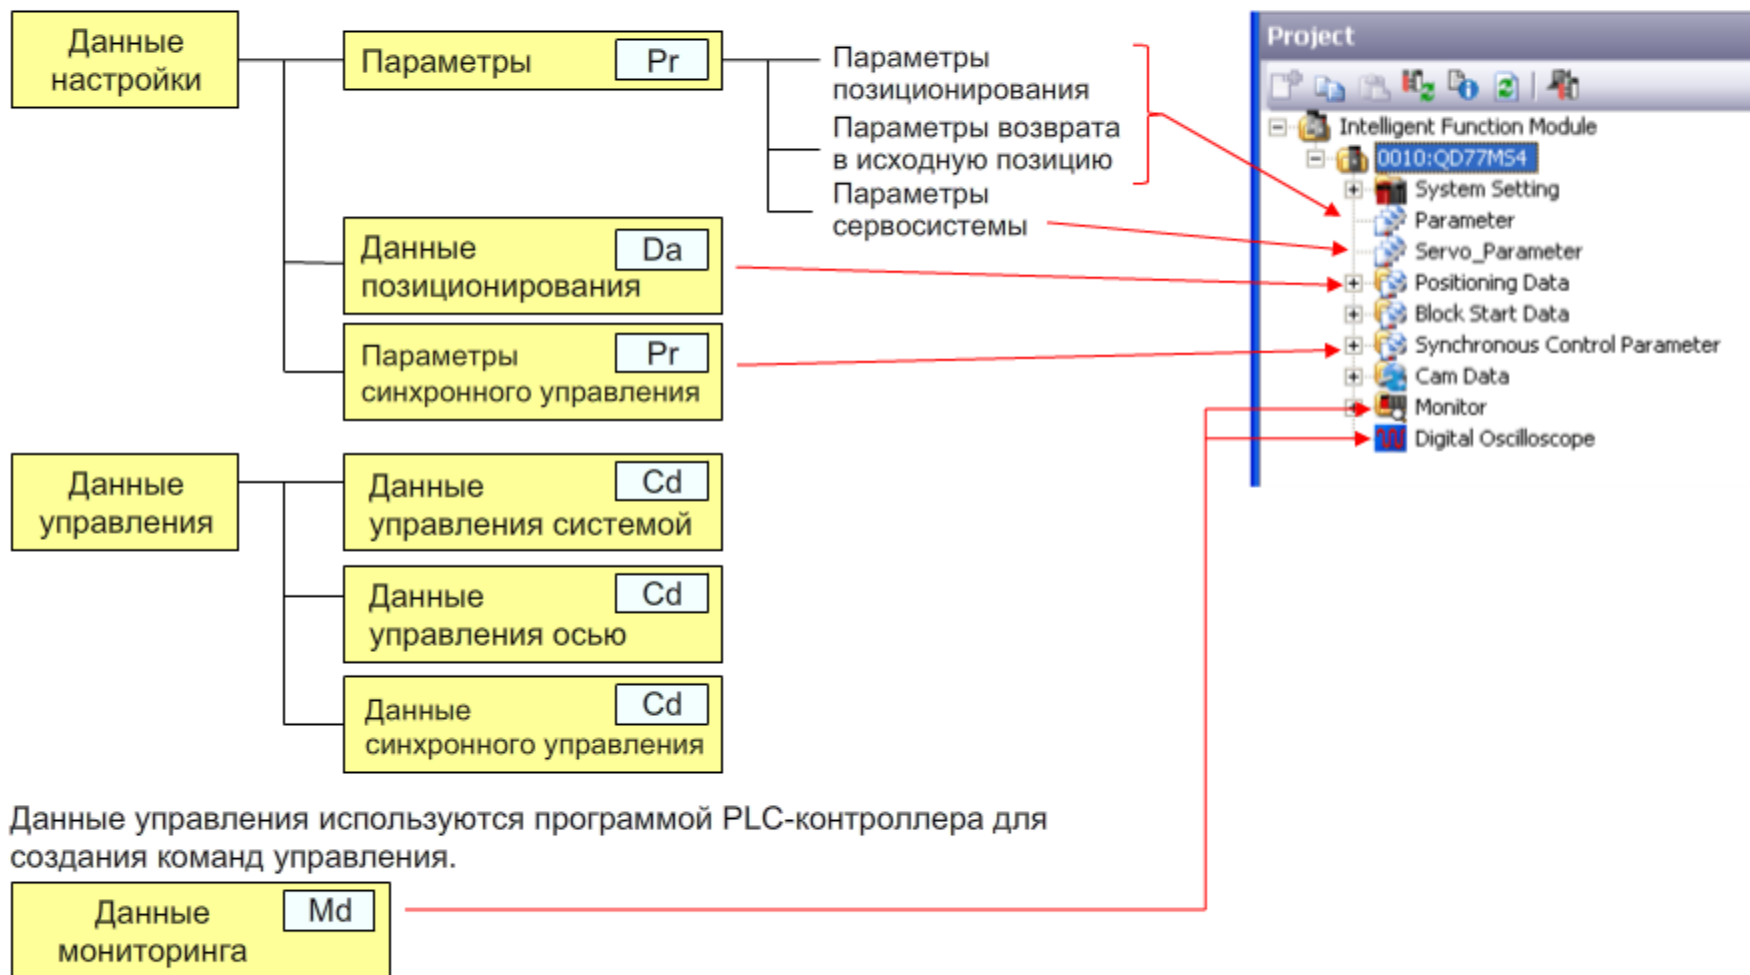 Данные
настройки
Параметры
Pr
Параметры
позиционирования
Параметры возврата
в исходную позицию
Параметры
сервосистемы
Данные
Da
позиционирования
Параметры
Pr
синхронного управления
Данные
управления
Данные
Cd
управления системой
Данные
Cd
управления осью
Данные
Cd
синхронного управления
Данные управления используются программой PLC-контроллера для
создания команд управления.
Данные
Md
мониторинга
Project
Intelligent Function Module
0010:QD77MS4
System Setting
Parameter
Servo_Parameter
Positioning Data
Block Start Data
Synchronous Control Parameter
Cam Data
Monitor
Digital Oscilloscope